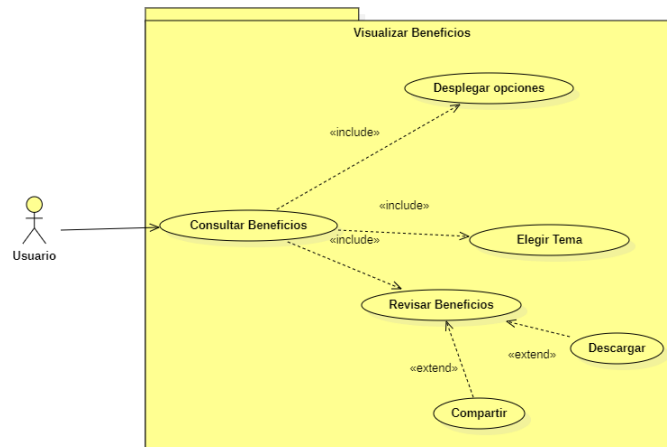 Visualizar Beneficios
Desplegar opciones
«include»
Usuario
Consultar Beneficios
«include»
«include»
Elegir Tema
Revisar Beneficios
Descargar
«extend»
«extend»
Compartir